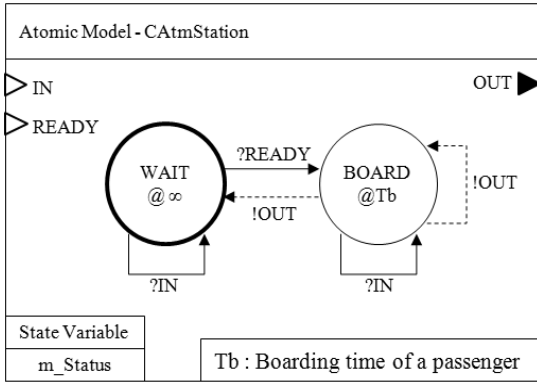 Atomic Model - CAtmStation
IN
OUT
READY
?READY
WAIT
@ ∞
BOARD
@Tb
!OUT
!OUT
?IN
?IN
State Variable
m_Status
Tb : Boarding time of a passenger